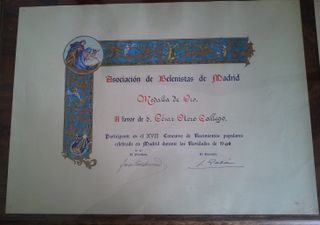 Asociación de Belenistas de Madrid
Medalla de Oro.
A favor de D. César Otero Gallego.
Participante en el XVII Concurso de Nacimientos populares
celebrado en Madrid durante las Navidades de
El Presidente
El Secretario